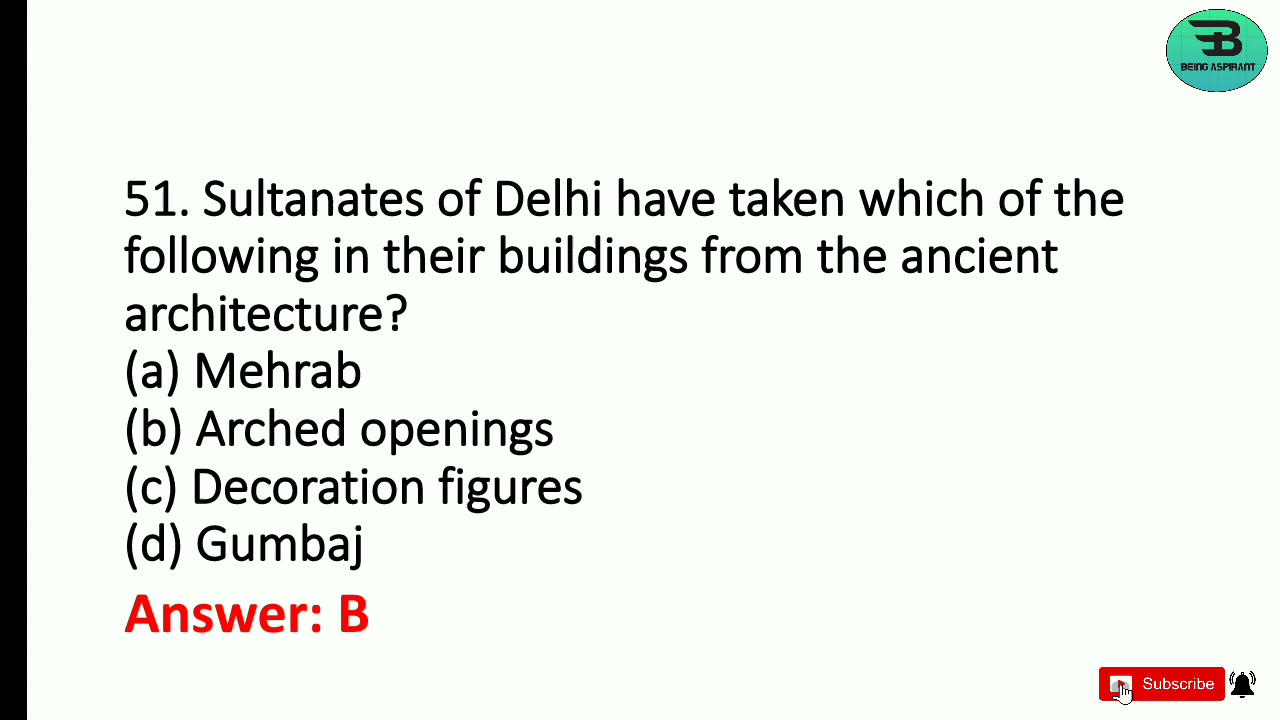 BEING ASPIRANT
51. Sultanates of Delhi have taken which of the
following in their buildings from the ancient
architecture?
(a) Mehrab
(b) Arched openings
(c) Decoration figures
(d) Gumbaj
Answer: B
Subscribe